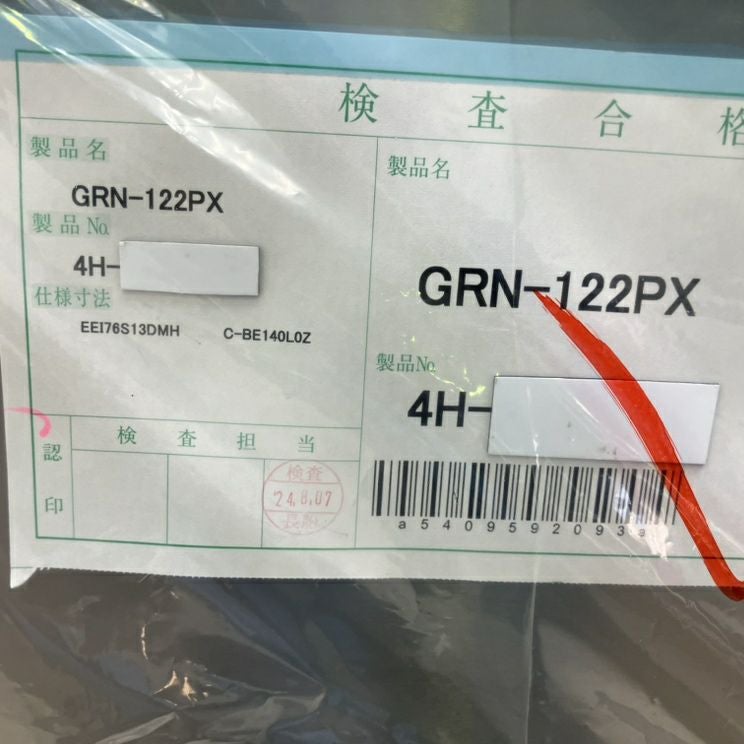 検査合格
製品名
GRN-122PX
製品No.
4H-
仕様寸法
EEI76S13DMH C-BE140L0Z
認印
検査担当
検査
24.8.07
製品名
GRN-122PX
製品No.
4H-
a5409592093a